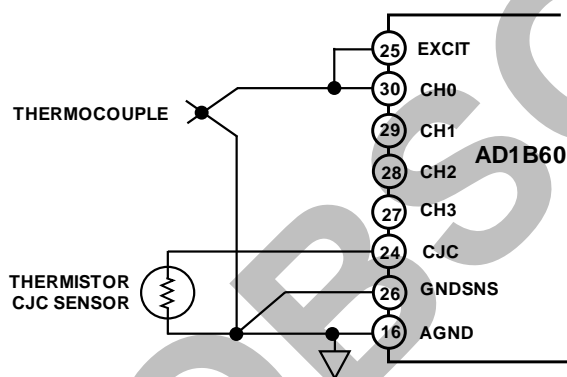 25 EXCIT
30 CH0
THERMOCOUPLE
29 CH1
AD1B60
28 CH2
27 CH3
24 CJC
THERMISTOR
CJC SENSOR
26 GNDSNS
16 AGND